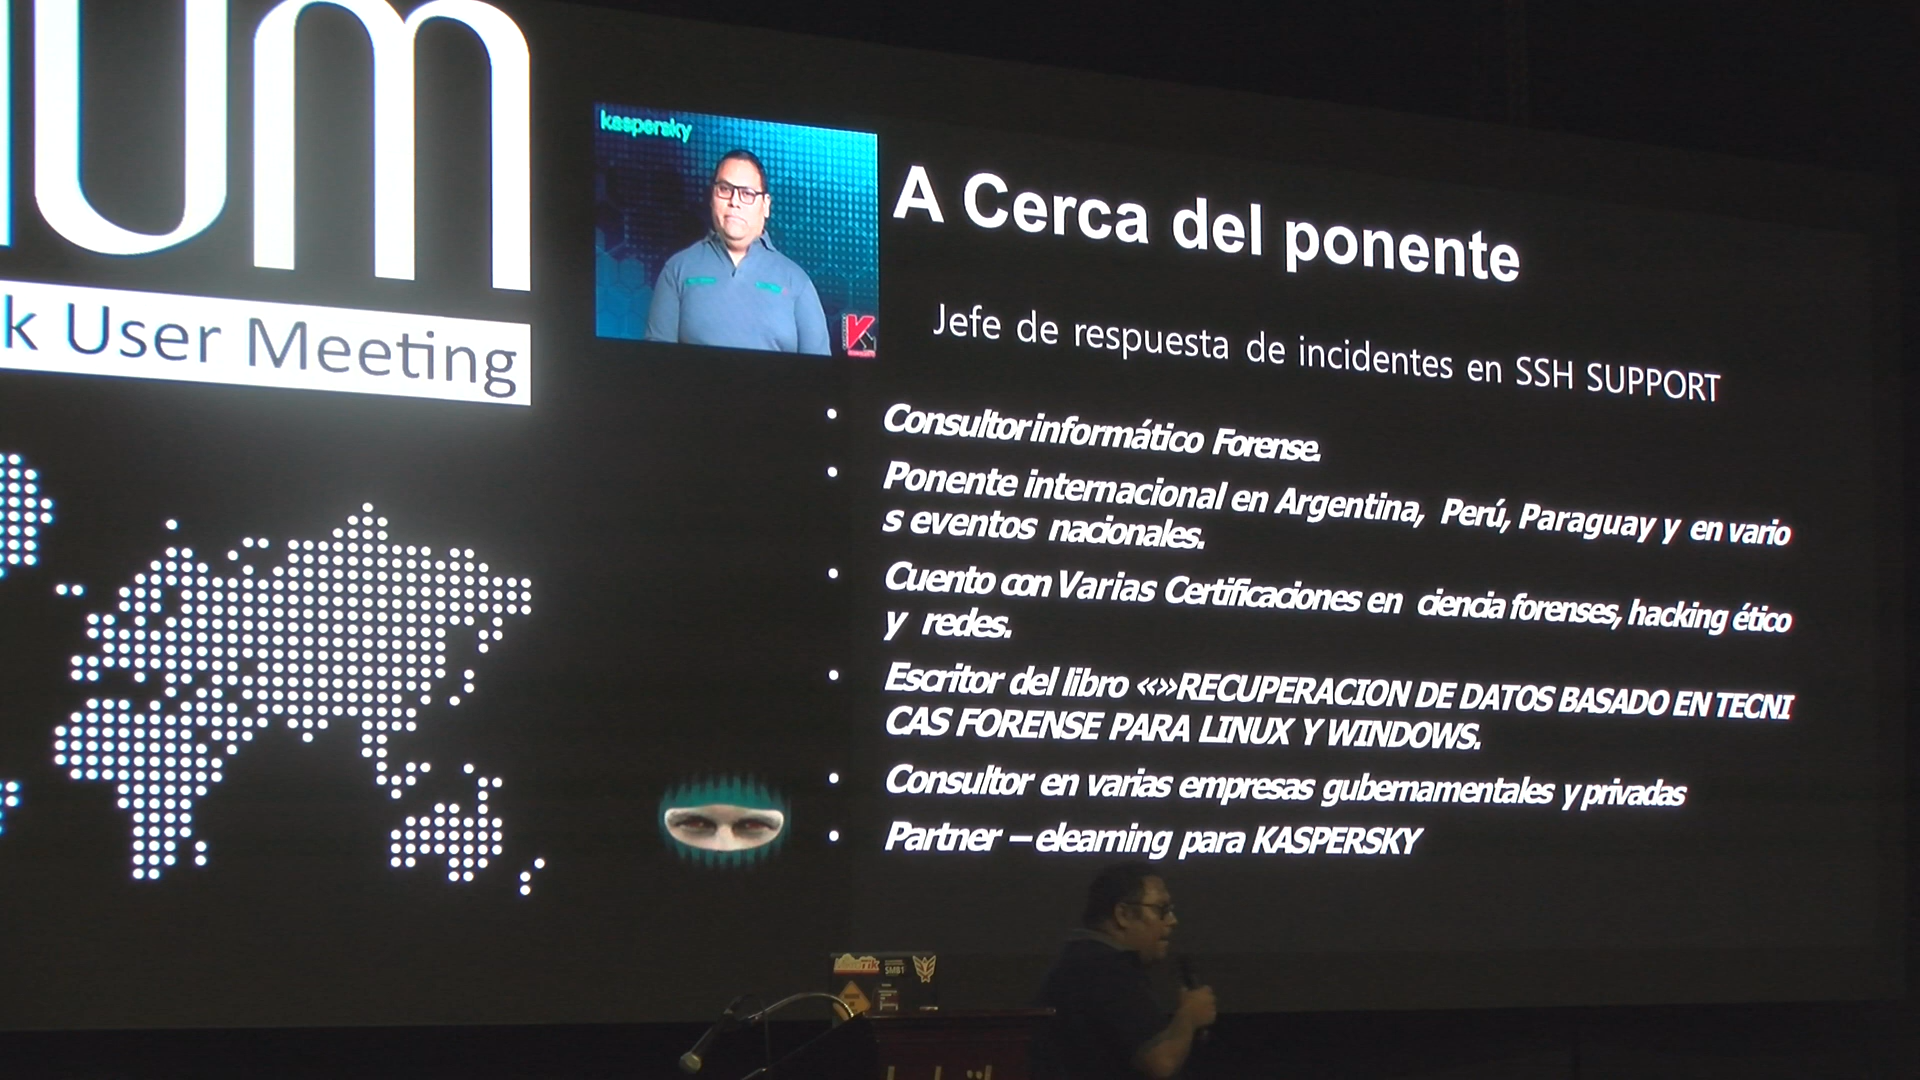 um
k User Meeting
kaspersky
A Cerca del ponente
Jefe de respuesta de incidentes en SSH SUPPORT
• Consultor informático Forense.
• Ponente internacional en Argentina, Perú, Paraguay y en vario
s eventos nacionales.
• Cuento con Varias Certificaciones en ciencia forenses, hacking ético
y redes.
• Escritor del libro «»RECUPERACION DE DATOS BASADO EN TECNI
CAS FORENSE PARA LINUX Y WINDOWS.
• Consultor en varias empresas gubernamentales y privadas
• Partner – elearning para KASPERSKY
SMB1